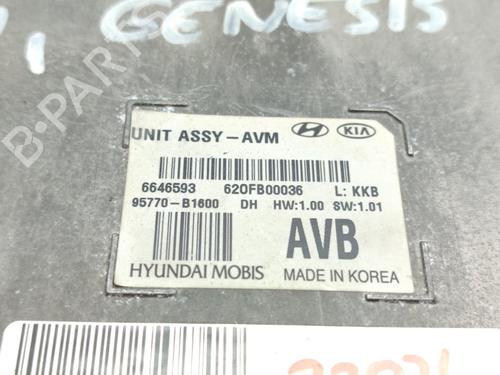 GENESIS
UNIT ASSY-AVM HYUNDAI KIA
6646593 62OFB00036 L: KKB
95770-B1600 DH HW:1.00 SW:1.01
AVB
HYUNDAI MOBIS MADE IN KOREA
B-PARTS